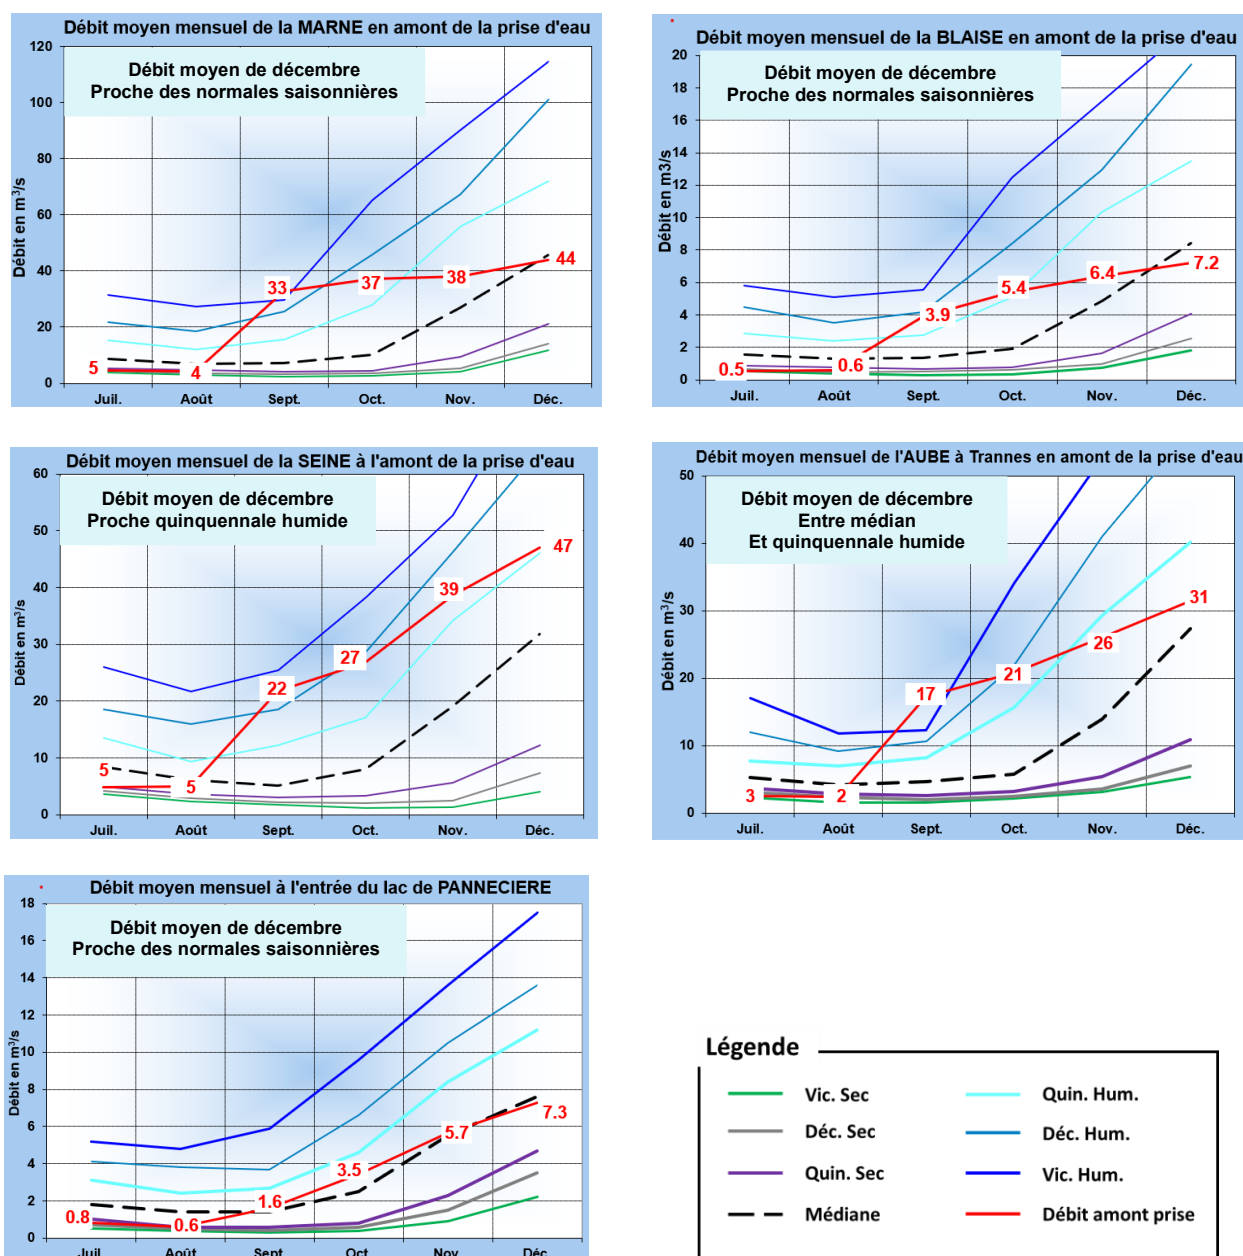 Débit moyen mensuel de la MARNE en amont de la prise d'eau
Débit moyen de décembre
Proche des normales saisonnières
Débit en m³/s
120
100
80
60
40
20
0
5
4
33
37
38
44
Juil.
Août
Sept.
Oct.
Nov.
Déc.
Débit moyen mensuel de la BLAISE en amont de la prise d'eau
Débit moyen de décembre
Proche des normales saisonnières
Débit en m3/s
20
18
16
14
12
10
8
6
4
2
0
0.5
0.6
3.9
5.4
6.4
7.2
Juil.
Août
Sept.
Oct.
Nov.
Déc.
Débit moyen mensuel de la SEINE à l'amont de la prise d'eau
Débit moyen de décembre
Proche quinquennale humide
Débit en m³/s
60
50
40
30
20
10
0
5
5
22
27
39
47
Juil.
Août
Sept.
Oct.
Nov.
Déc.
Débit moyen mensuel de l'AUBE à Trannes en amont de la prise d'eau
Débit moyen de décembre
Entre médian
Et quinquennale humide
Débit en m³/s
50
40
30
20
10
0
3
2
17
21
26
31
Juil.
Août
Sept.
Oct.
Nov.
Déc.
Débit moyen mensuel à l'entrée du lac de PANNECIERE
Débit moyen de décembre
Proche des normales saisonnières
Débit en m³/s
18
16
14
12
10
8
6
4
2
0
0.8
0.6
1.6
3.5
5.7
7.3
Juil.
Août
Sept.
Oct.
Nov.
Déc.
Légende
Vic. Sec
Déc. Sec
Quin. Sec
Médiane
Quin. Hum.
Déc. Hum.
Vic. Hum.
Débit amont prise